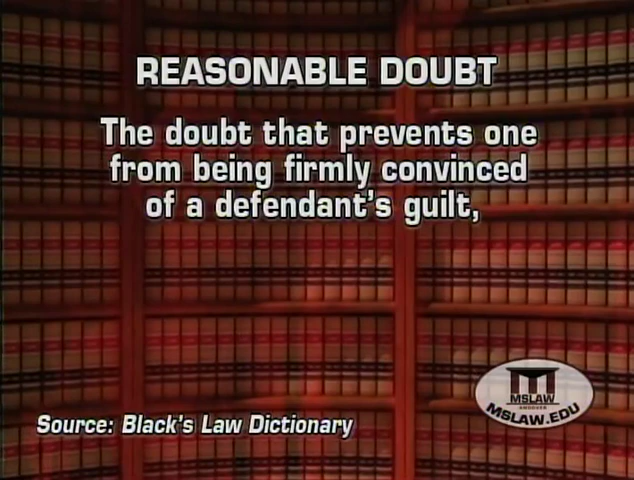 REASONABLE DOUBT
The doubt that prevents one
from being firmly convinced
of a defendant's guilt,
MSLAW
ANDOVER
MSLAW.EDU
Source: Black's Law Dictionary